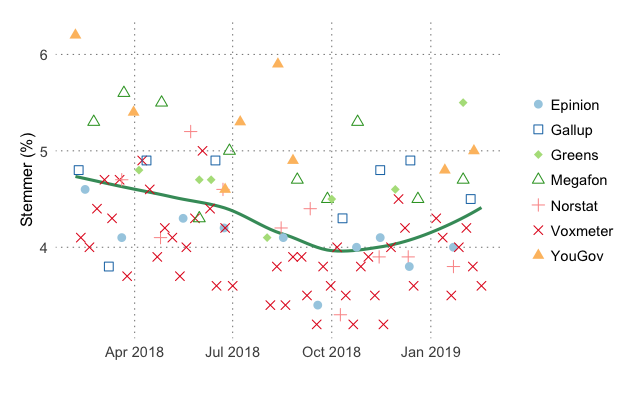 6
5
4
Stemmer (%)
Apr 2018
Jul 2018
Oct 2018
Jan 2019
Epinion
Gallup
Greens
Megafon
Norstat
Voxmeter
YouGov